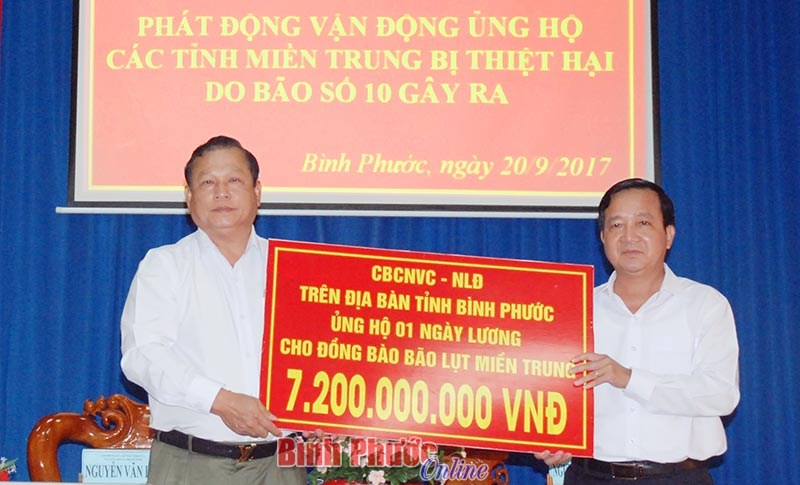 PHÁT ĐỘNG VẬN ĐỘNG ỦNG HỘ
CÁC TỈNH MIỀN TRUNG BỊ THIỆT HẠI
DO BÃO SỐ 10 GÂY RA
Bình Phước, ngày 20/9/2017
CBCNVC - NLĐ
TRÊN ĐỊA BÀN TỈNH BÌNH PHƯỚC
ỦNG HỘ 01 NGÀY LƯƠNG
CHO ĐỒNG BÀO BÃO LỤT MIỀN TRUNG
7.200.000.000 VNĐ
NGUYỄN VĂN
Bình Phước Online